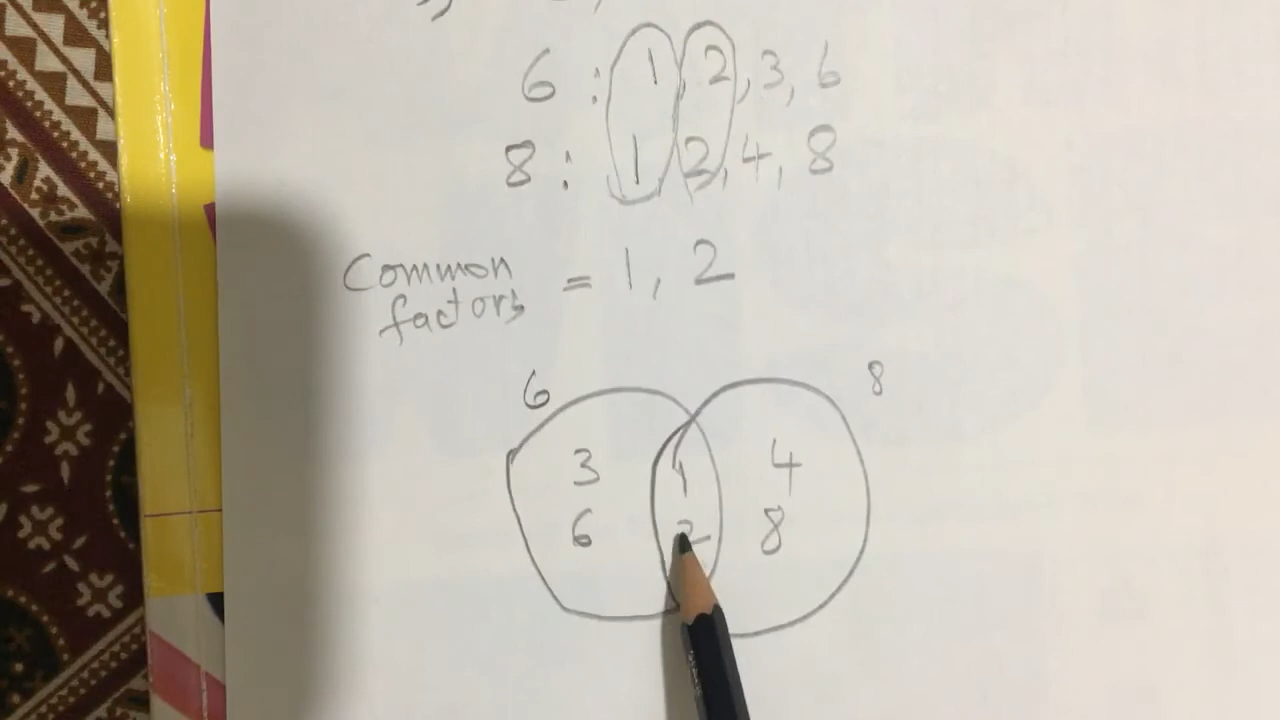 6 : 1, 2, 3, 6
8 : 1 2, 4, 8
Common factors = 1, 2
6 8
3 1 4
6 2 8